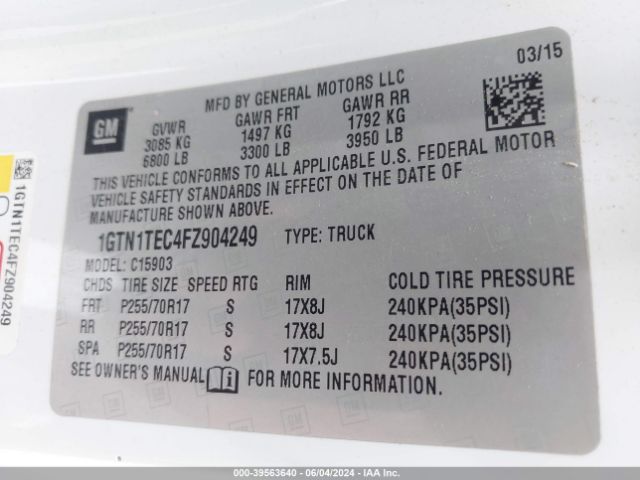 03/15
MFD BY GENERAL MOTORS LLC
GM
GVWR GAWR FRT GAWR RR
3085 KG 1497 KG 1792 KG
6800 LB 3300 LB 3950 LB
THIS VEHICLE CONFORMS TO ALL APPLICABLE U.S. FEDERAL MOTOR
VEHICLE SAFETY STANDARDS IN EFFECT ON THE DATE OF
MANUFACTURE SHOWN ABOVE.
1GTN1TEC4FZ904249 TYPE: TRUCK
MODEL: C15903
CHDS TIRE SIZE SPEED RTG RIM COLD TIRE PRESSURE
FRT P255/70R17 S 17X8J 240KPA(35PSI)
RR P255/70R17 S 17X8J 240KPA(35PSI)
SPA P255/70R17 S 17X7.5J 240KPA(35PSI)
SEE OWNER'S MANUAL FOR MORE INFORMATION.
1GTN1TEC4FZ904249
000-39563640 - 06/04/2024 - IAA Inc.